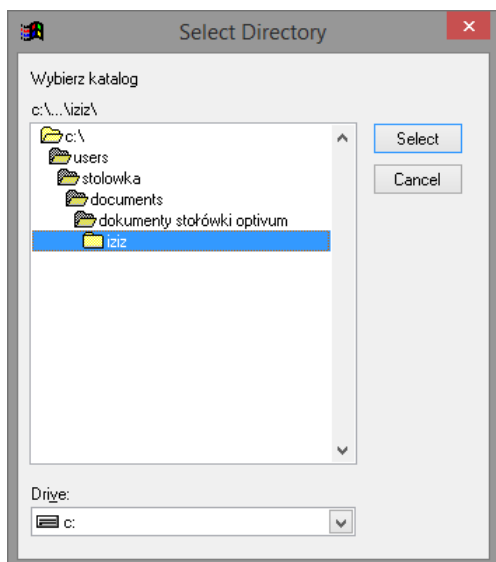 Select Directory
Wybierz katalog
c:\...\iziz\
c:\
users
stolowka
documents
dokumenty stołówki optivum
iziz
Select
Cancel
Drive:
c: